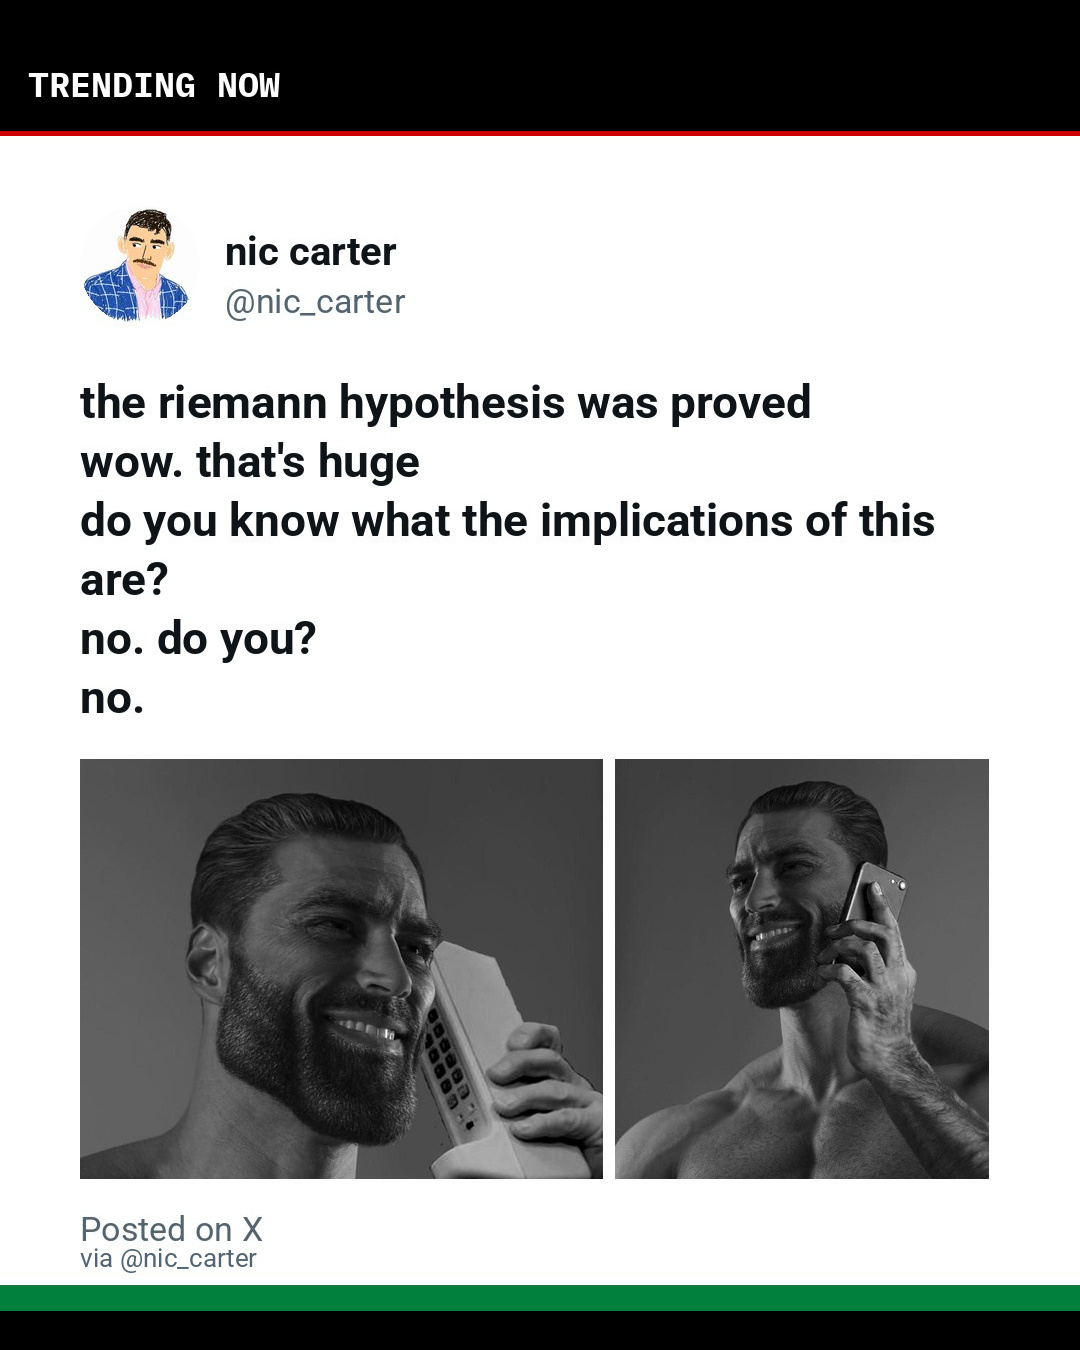 TRENDING NOW
nic carter
@nic_carter
the riemann hypothesis was proved
wow. that's huge
do you know what the implications of this
are?
no. do you?
no.
Posted on X
via @nic_carter